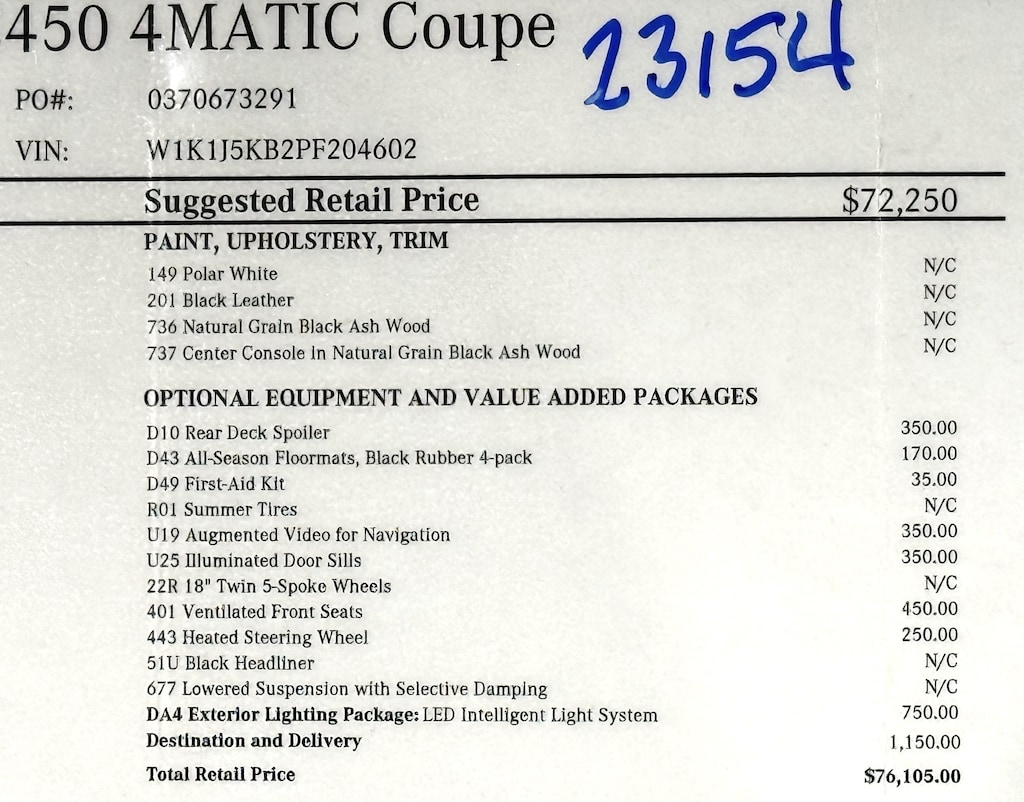 450 4MATIC Coupe 23154
PO#: 0370673291
VIN: W1K1J5KB2PF204602
Suggested Retail Price $72,250
PAINT, UPHOLSTERY, TRIM
149 Polar White N/C
201 Black Leather N/C
736 Natural Grain Black Ash Wood N/C
737 Center Console in Natural Grain Black Ash Wood N/C
OPTIONAL EQUIPMENT AND VALUE ADDED PACKAGES
D10 Rear Deck Spoiler 350.00
D43 All-Season Floormats, Black Rubber 4-pack 170.00
D49 First-Aid Kit 35.00
R01 Summer Tires N/C
U19 Augmented Video for Navigation 350.00
U25 Illuminated Door Sills 350.00
22R 18" Twin 5-Spoke Wheels N/C
401 Ventilated Front Seats 450.00
443 Heated Steering Wheel 250.00
51U Black Headliner N/C
677 Lowered Suspension with Selective Damping N/C
DA4 Exterior Lighting Package: LED Intelligent Light System 750.00
Destination and Delivery 1,150.00
Total Retail Price $76,105.00